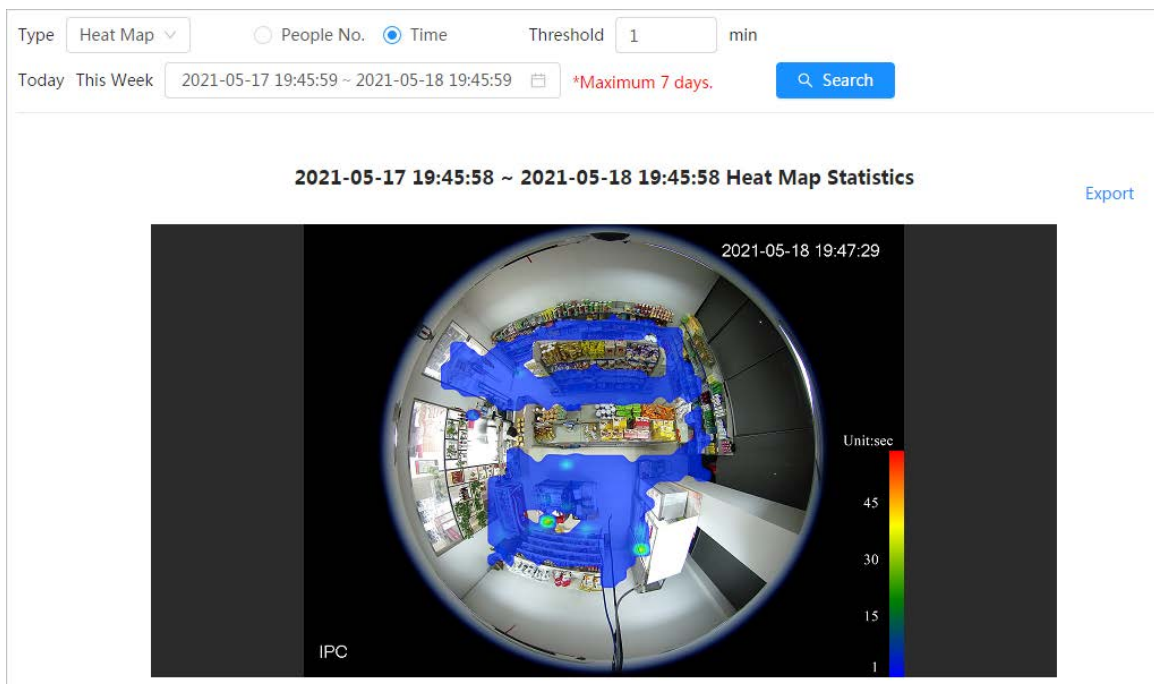 Type Heat Map People No. Time Threshold 1 min
Today This Week 2021-05-17 19:45:59 ~ 2021-05-18 19:45:59 *Maximum 7 days. Search
2021-05-17 19:45:58 ~ 2021-05-18 19:45:58 Heat Map Statistics
Export
2021-05-18 19:47:29
Unit:sec
45
30
15
1
IPC